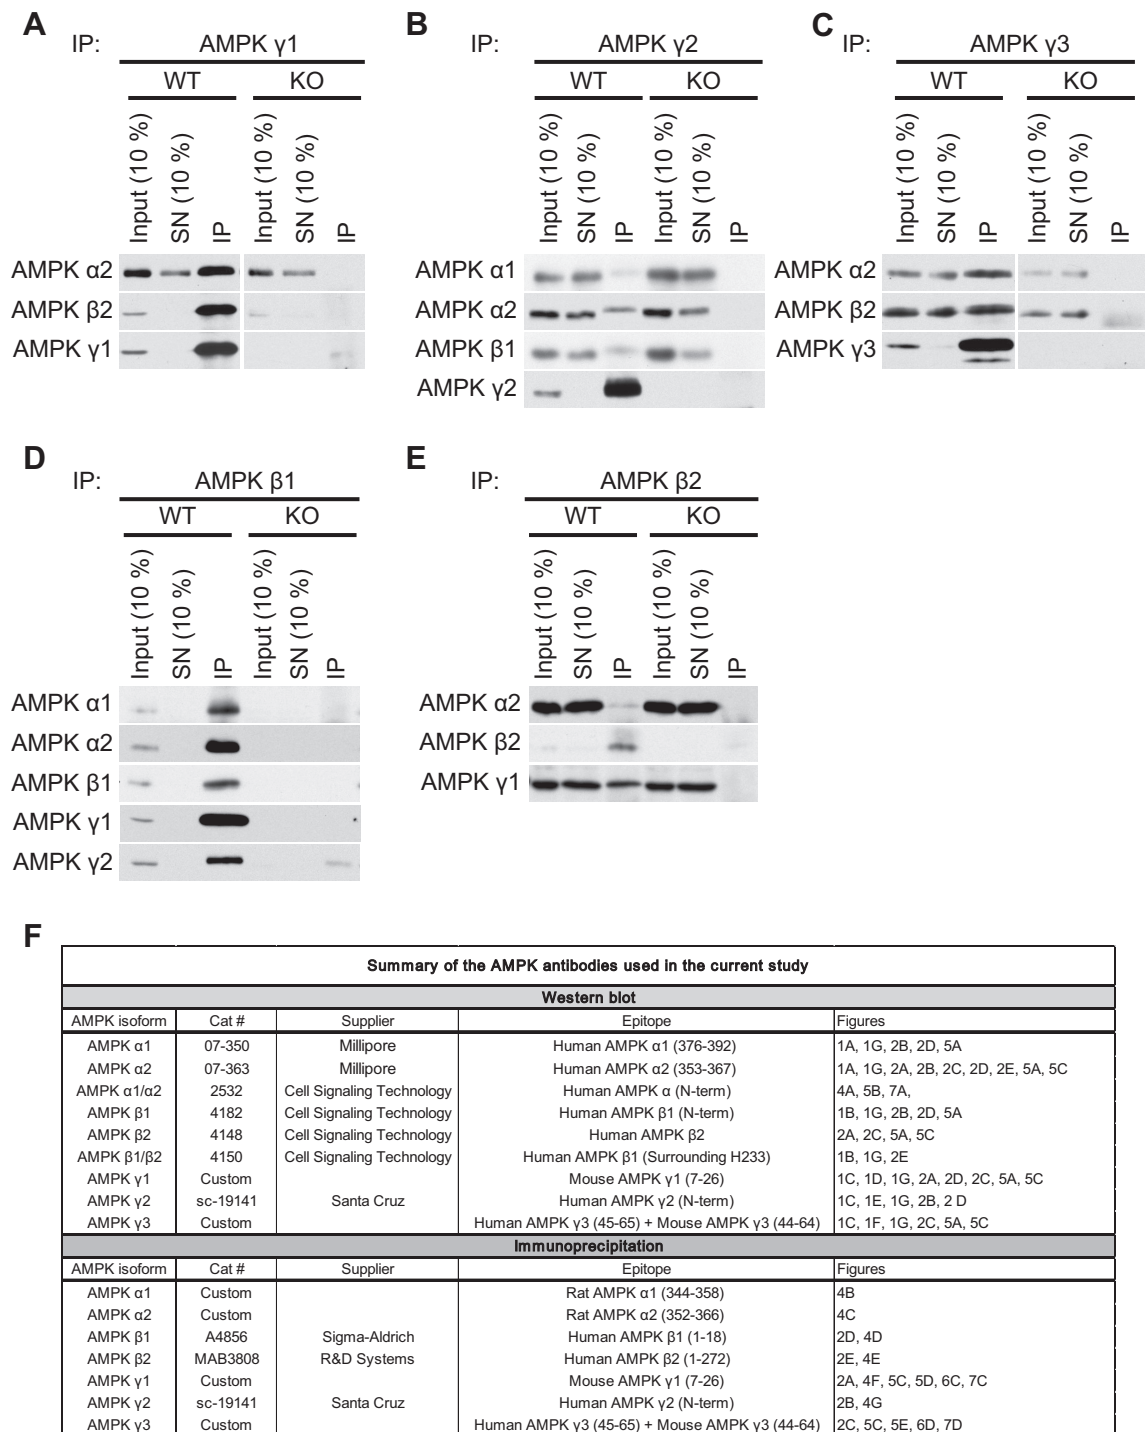 A
IP: AMPK γ1
WT KO
Input (10 %) SN (10 %) IP Input (10 %) SN (10 %) IP
AMPK α2
AMPK β2
AMPK γ1
B
IP: AMPK γ2
WT KO
Input (10 %) SN (10 %) IP Input (10 %) SN (10 %) IP
AMPK α1
AMPK α2
AMPK β1
AMPK γ2
C
IP: AMPK γ3
WT KO
Input (10 %) SN (10 %) IP Input (10 %) SN (10 %) IP
AMPK α2
AMPK β2
AMPK γ3
D
IP: AMPK β1
WT KO
Input (10 %) SN (10 %) IP Input (10 %) SN (10 %) IP
AMPK α1
AMPK α2
AMPK β1
AMPK γ1
AMPK γ2
E
IP: AMPK β2
WT KO
Input (10 %) SN (10 %) IP Input (10 %) SN (10 %) IP
AMPK α2
AMPK β2
AMPK γ1
F
Summary of the AMPK antibodies used in the current study
Western blot
AMPK isoform Cat # Supplier Epitope Figures
AMPK α1 07-350 Millipore Human AMPK α1 (376-392) 1A, 1G, 2B, 2D, 5A
AMPK α2 07-363 Millipore Human AMPK α2 (353-367) 1A, 1G, 2A, 2B, 2C, 2D, 2E, 5A, 5C
AMPK α1/α2 2532 Cell Signaling Technology Human AMPK α (N-term) 4A, 5B, 7A,
AMPK β1 4182 Cell Signaling Technology Human AMPK β1 (N-term) 1B, 1G, 2B, 2D, 5A
AMPK β2 4148 Cell Signaling Technology Human AMPK β2 2A, 2C, 5A, 5C
AMPK β1/β2 4150 Cell Signaling Technology Human AMPK β1 (Surrounding H233) 1B, 1G, 2E
AMPK γ1 Custom Mouse AMPK γ1 (7-26) 1C, 1D, 1G, 2A, 2D, 2C, 5A, 5C
AMPK γ2 sc-19141 Santa Cruz Human AMPK γ2 (N-term) 1C, 1E, 1G, 2B, 2 D
AMPK γ3 Custom Human AMPK γ3 (45-65) + Mouse AMPK γ3 (44-64) 1C, 1F, 1G, 2C, 5A, 5C
Immunoprecipitation
AMPK isoform Cat # Supplier Epitope Figures
AMPK α1 Custom Rat AMPK α1 (344-358) 4B
AMPK α2 Custom Rat AMPK α2 (352-366) 4C
AMPK β1 A4856 Sigma-Aldrich Human AMPK β1 (1-18) 2D, 4D
AMPK β2 MAB3808 R&D Systems Human AMPK β2 (1-272) 2E, 4E
AMPK γ1 Custom Mouse AMPK γ1 (7-26) 2A, 4F, 5C, 5D, 6C, 7C
AMPK γ2 sc-19141 Santa Cruz Human AMPK γ2 (N-term) 2B, 4G
AMPK γ3 Custom Human AMPK γ3 (45-65) + Mouse AMPK γ3 (44-64) 2C, 5C, 5E, 6D, 7D